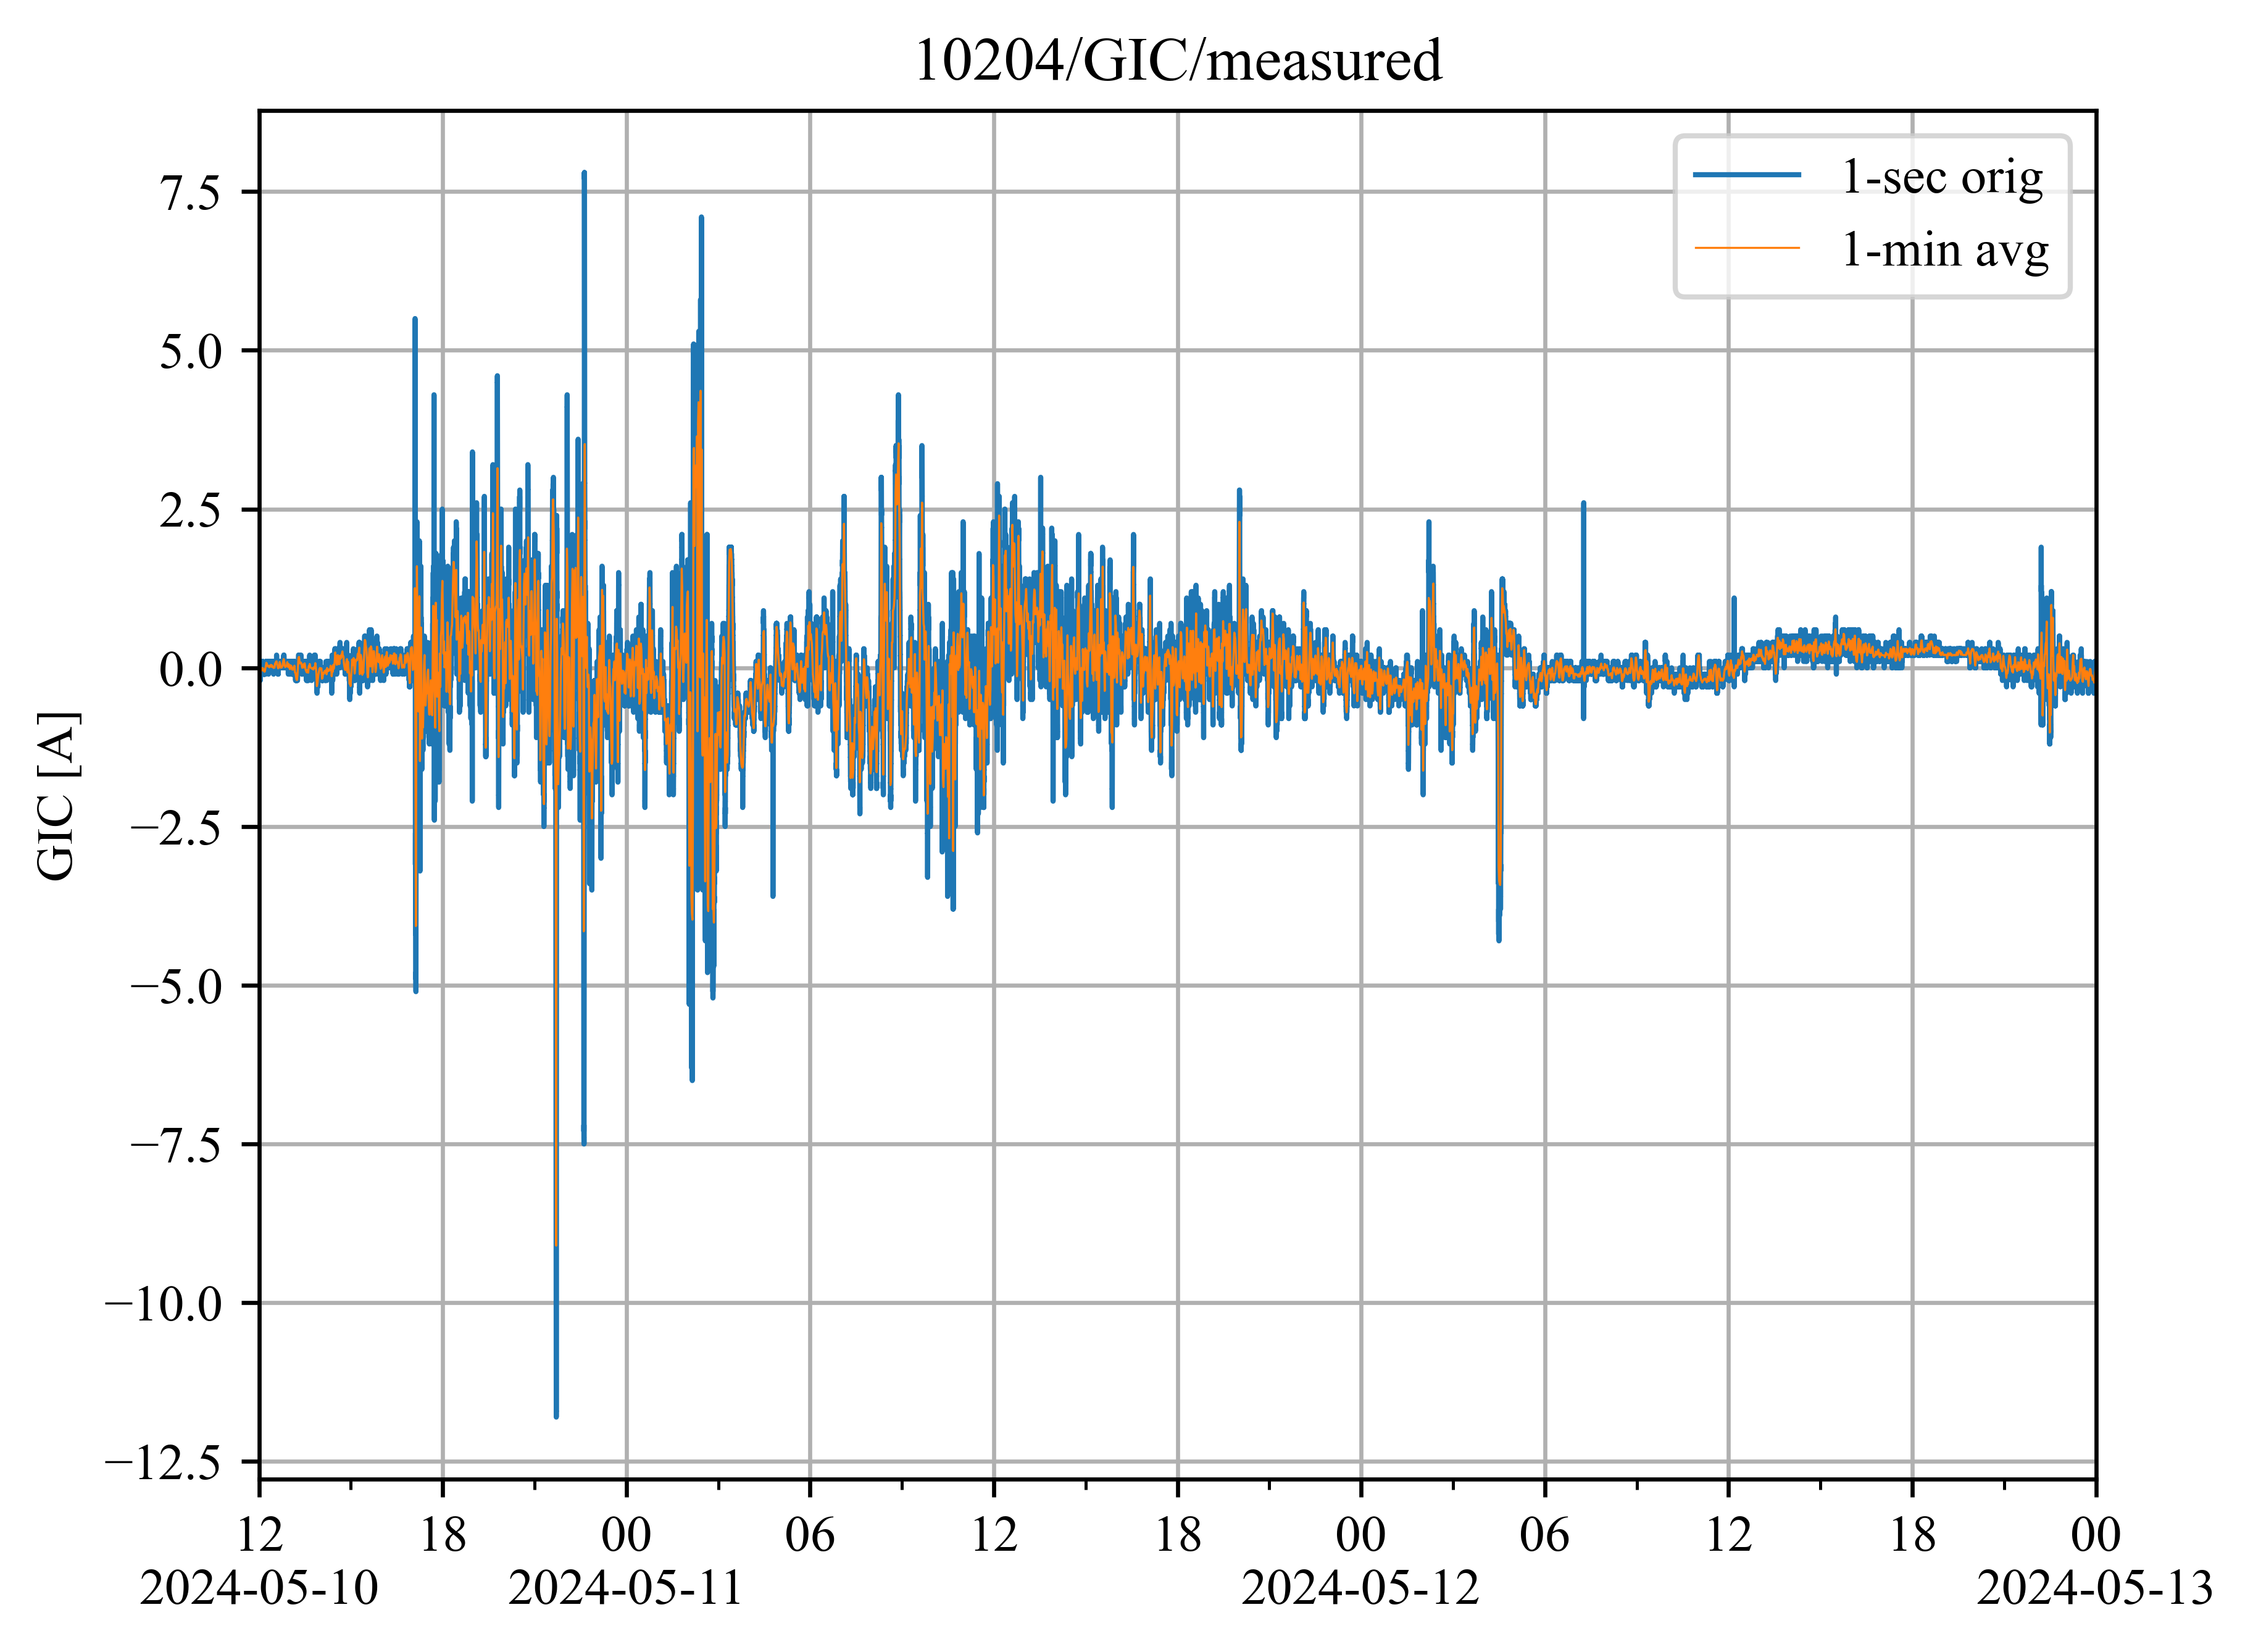 10204/GIC/measured
1-sec orig
1-min avg
GIC [A]
7.5
5.0
2.5
0.0
−2.5
−5.0
−7.5
−10.0
−12.5
12 18 00 06 12 18 00 06 12 18 00
2024-05-10 2024-05-11 2024-05-12 2024-05-13